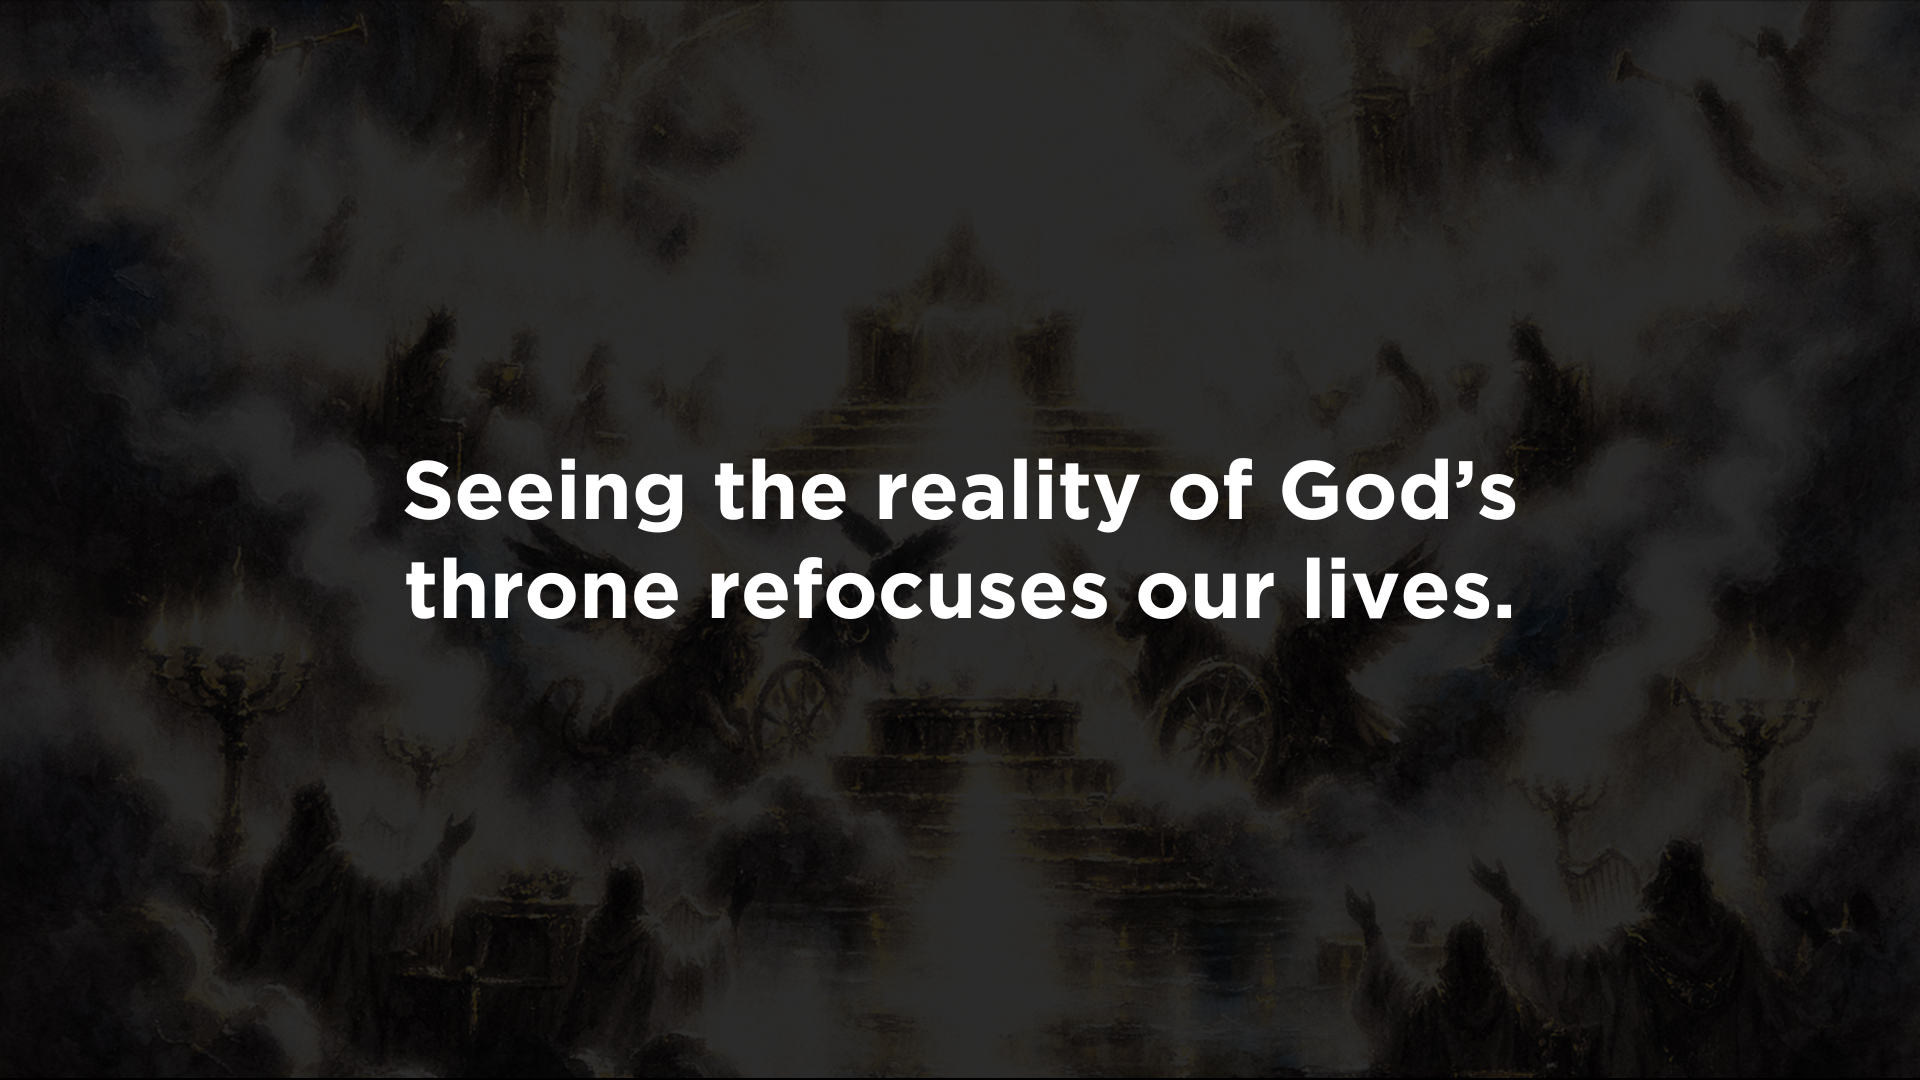 Seeing the reality of God’s
throne refocuses our lives.